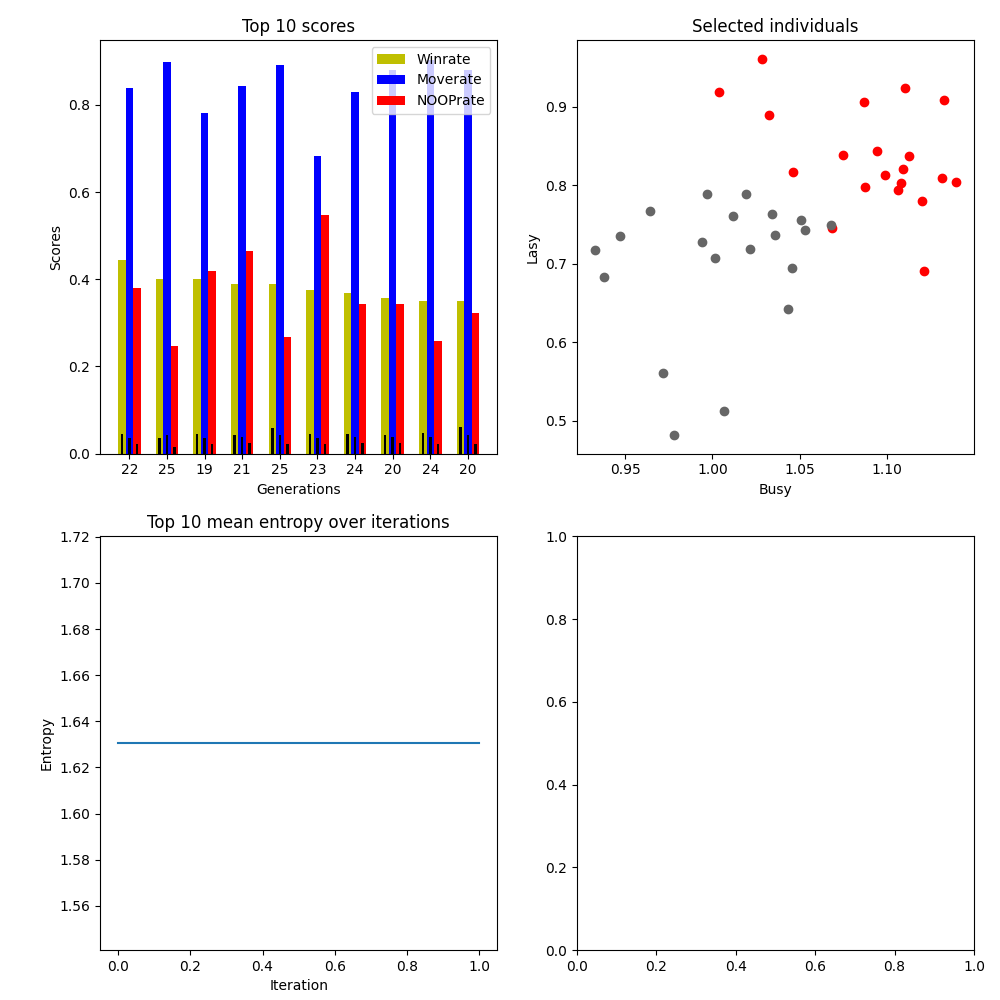 Top 10 scores
Scores
0.8
0.6
0.4
0.2
0.0
Winrate
Moverate
NOOPrate
22 25 19 21 25 23 24 20 24 20
Generations
Selected individuals
Lasy
0.9
0.8
0.7
0.6
0.5
0.95 1.00 1.05 1.10
Busy
Top 10 mean entropy over iterations
Entropy
1.72
1.70
1.68
1.66
1.64
1.62
1.60
1.58
1.56
0.0 0.2 0.4 0.6 0.8 1.0
Iteration
1.0
0.8
0.6
0.4
0.2
0.0
0.0 0.2 0.4 0.6 0.8 1.0